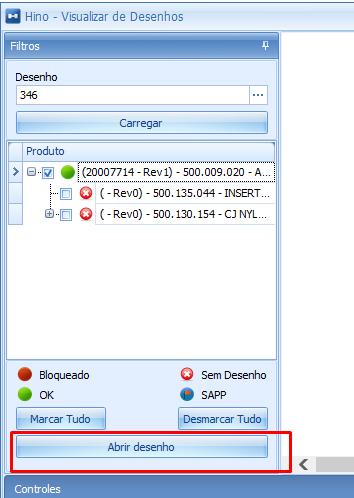 Hino - Visualizar de Desenhos
Filtros
Desenho
346
...
Carregar
Produto
(20007714 - Rev1) - 500.009.020 - A...
( - Rev0) - 500.135.044 - INSERT...
( - Rev0) - 500.130.154 - CJ NYL...
Bloqueado Sem Desenho
OK SAPP
Marcar Tudo Desmarcar Tudo
Abrir desenho
Controles